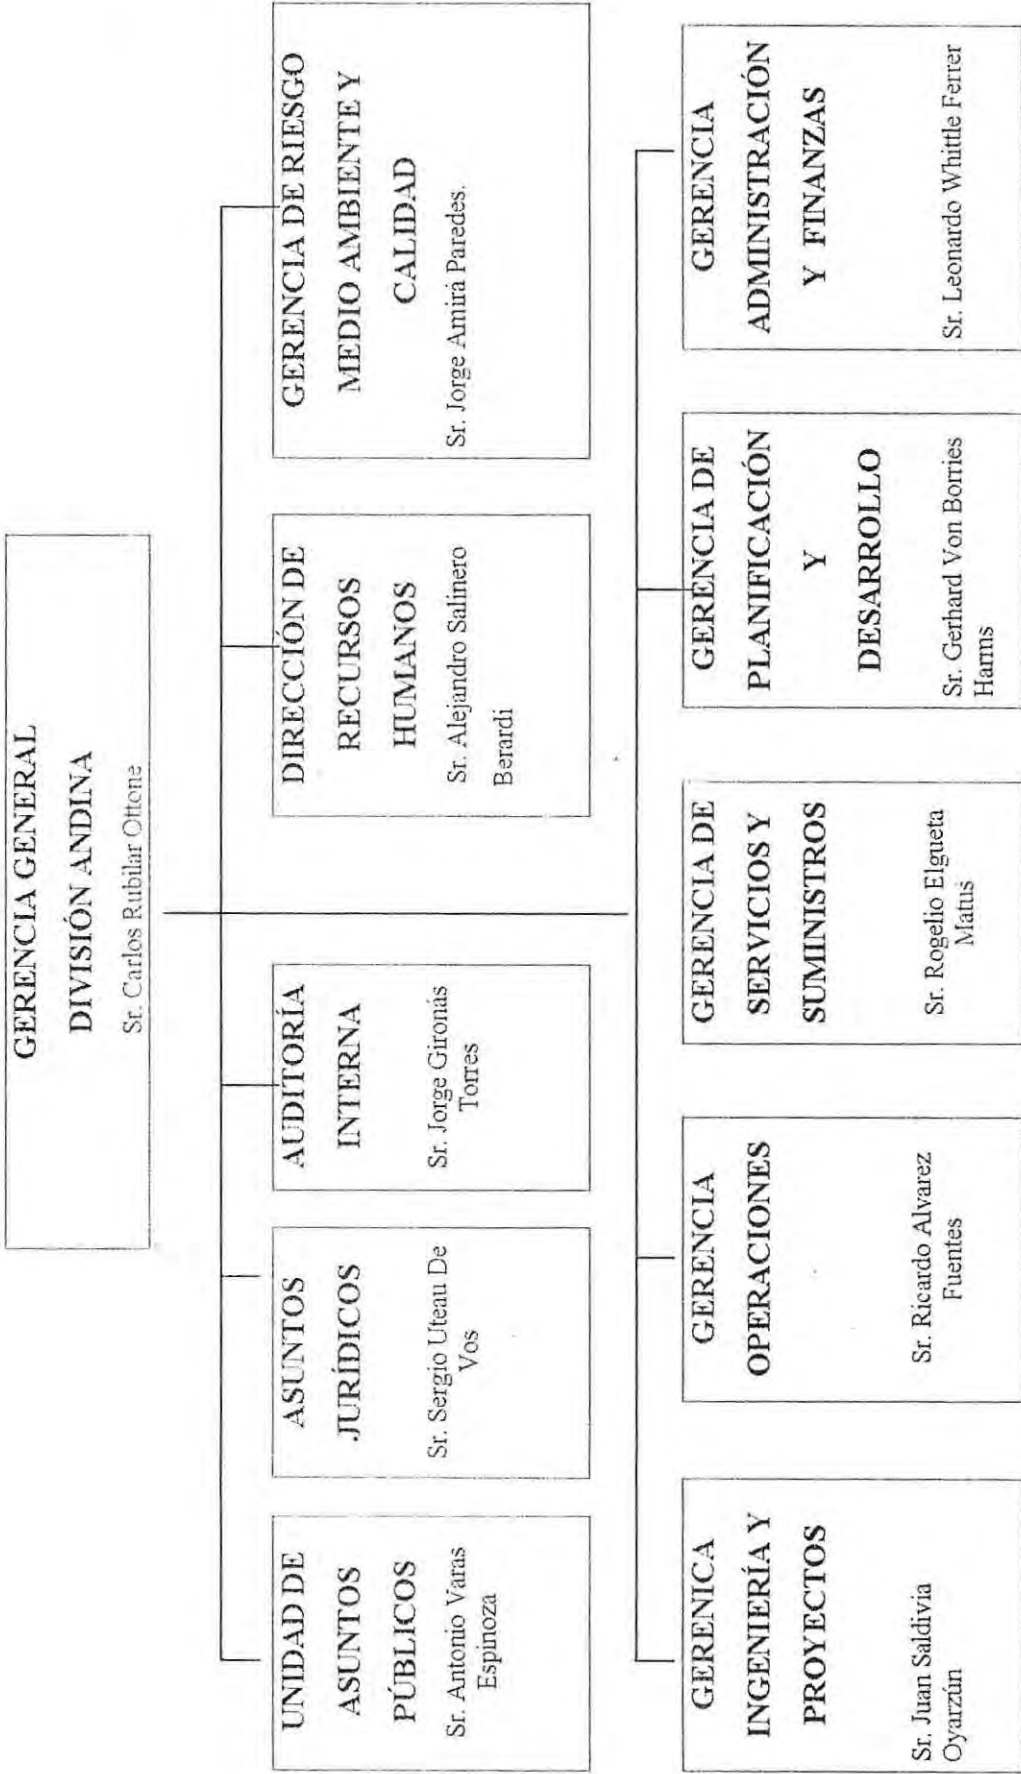 GERENCIA GENERAL
DIVISIÓN ANDINA
Sr. Carlos Rubilar Ottone
UNIDAD DE
ASUNTOS
PÚBLICOS
Sr. Antonio Varas
Espinoza
ASUNTOS
JURÍDICOS
Sr. Sergio Uteau De
Vos
AUDITORÍA
INTERNA
Sr. Jorge Gironás
Torres
DIRECCIÓN DE
RECURSOS
HUMANOS
Sr. Alejandro Salinero
Berardi
GERENCIA DE RIESGO
MEDIO AMBIENTE Y
CALIDAD
Sr. Jorge Amirá Paredes.
GERENICA
INGENIERÍA Y
PROYECTOS
Sr. Juan Saldivia
Oyarzún
GERENCIA
OPERACIONES
Sr. Ricardo Alvarez
Fuentes
GERENCIA DE
SERVICIOS Y
SUMINISTROS
Sr. Rogelio Elgueta
Matus
GERENCIA DE
PLANIFICACIÓN
Y
DESARROLLO
Sr. Gerhard Von Borries
Harms
GERENCIA
ADMINISTRACIÓN
Y FINANZAS
Sr. Leonardo Whittle Ferrer